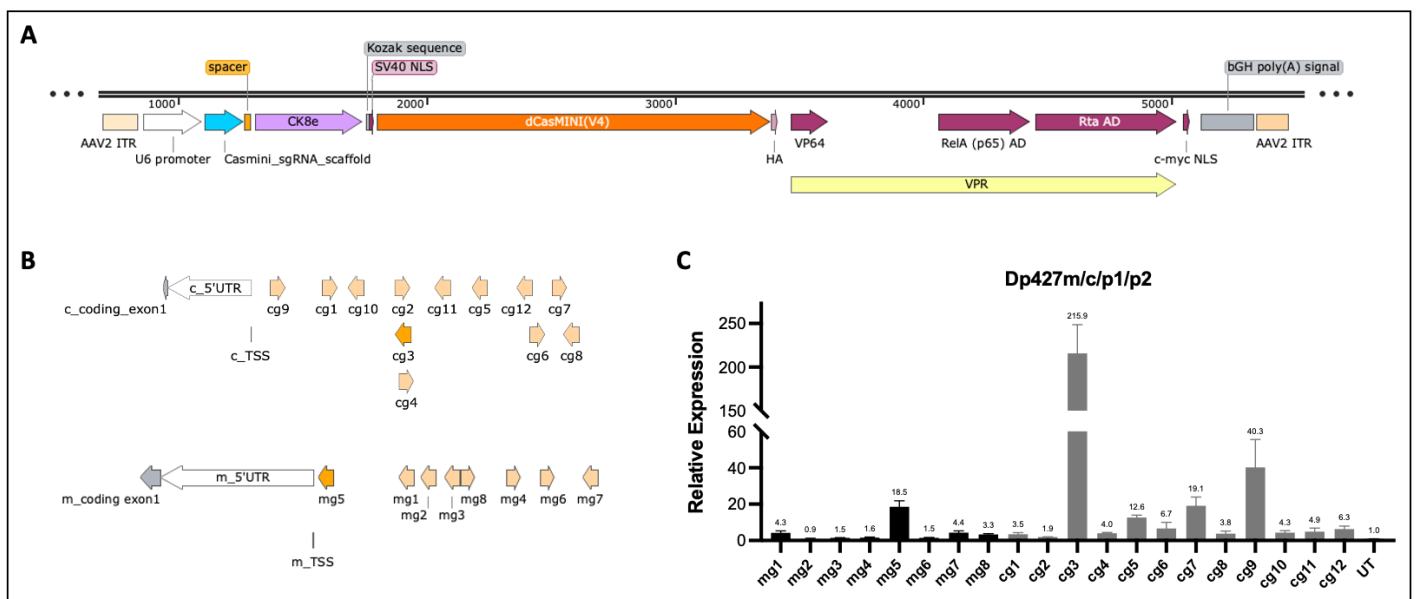 A
Kozak sequence
spacer
SV40 NLS
bGH poly(A) signal
1000
2000
3000
4000
5000
CK8e
dCasMINI(V4)
Rta AD
AAV2 ITR
U6 promoter
Casmini_sgRNA_scaffold
HA
VP64
RelA (p65) AD
c-myc NLS
AAV2 ITR
VPR
B
c_5'UTR
c_coding_exon1
cg9
cg1
cg10
cg2
cg11
cg5
cg12
cg7
c_TSS
cg3
cg6
cg8
cg4
m_5'UTR
m_coding exon1
mg5
mg1
mg2
mg3
mg8
mg4
mg6
mg7
m_TSS
C
Dp427m/c/p1/p2
Relative Expression
250
200
150
60
40
20
0
4.3
0.9
1.5
1.6
18.5
1.5
4.4
3.3
3.5
1.9
215.9
4.0
12.6
6.7
19.1
3.8
40.3
4.3
4.9
6.3
1.0
mg1
mg2
mg3
mg4
mg5
mg6
mg7
mg8
cg1
cg2
cg3
cg4
cg5
cg6
cg7
cg8
cg9
cg10
cg11
cg12
UT